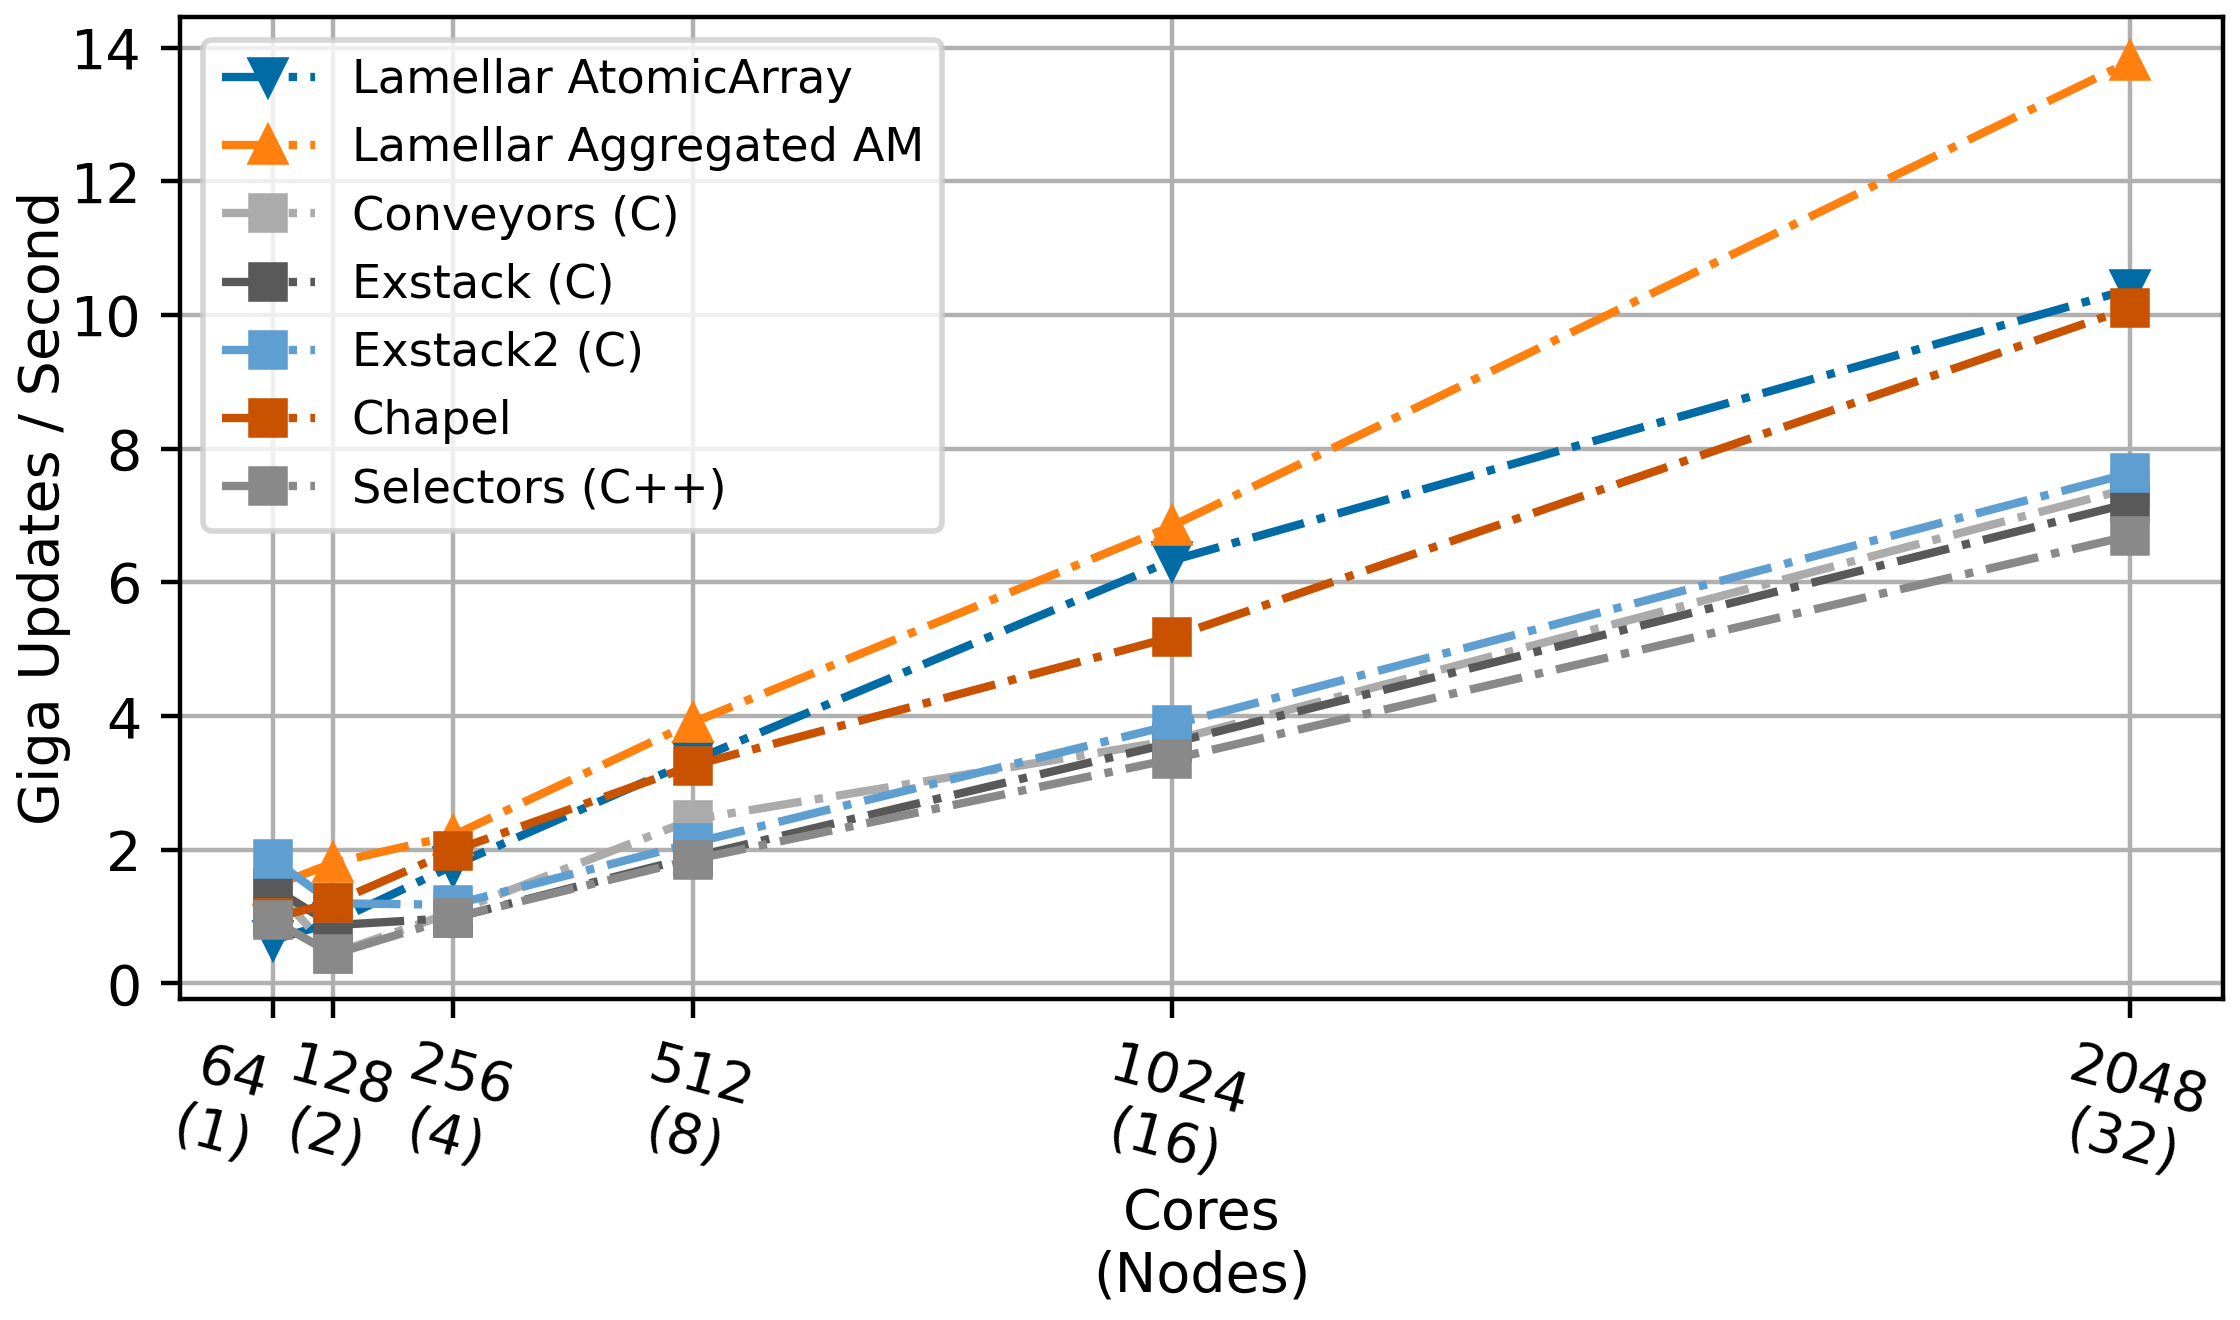 14
12
10
8
6
4
2
0
Giga Updates / Second
Lamellar AtomicArray
Lamellar Aggregated AM
Conveyors (C)
Exstack (C)
Exstack2 (C)
Chapel
Selectors (C++)
64
(1)
128
(2)
256
(4)
512
(8)
1024
(16)
2048
(32)
Cores
(Nodes)